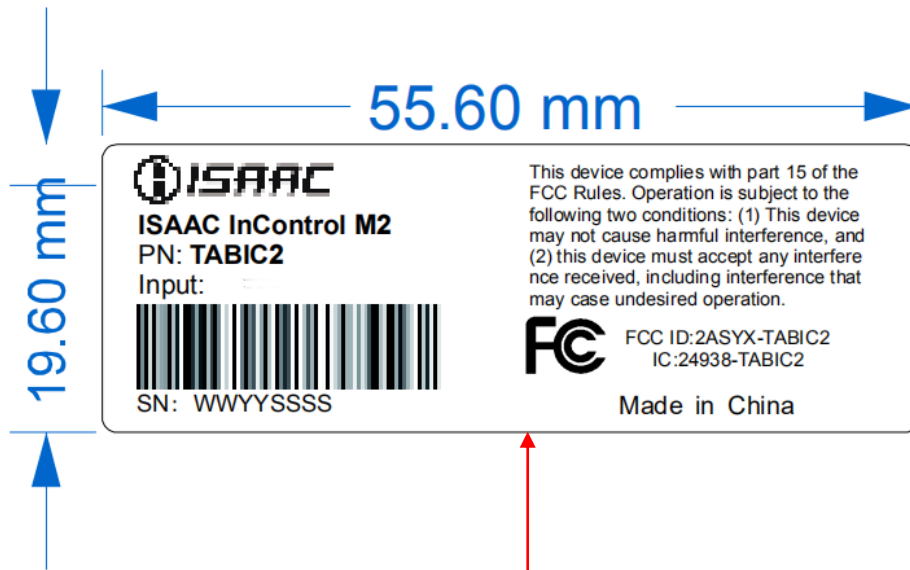 55.60 mm
19.60 mm
ISAAC
ISAAC InControl M2
PN: TABIC2
Input:
SN: WWYYSSSS
This device complies with part 15 of the
FCC Rules. Operation is subject to the
following two conditions: (1) This device
may not cause harmful interference, and
(2) this device must accept any interfere
nce received, including interference that
may case undesired operation.
FC
FCC ID:2ASYX-TABIC2
IC:24938-TABIC2
Made in China